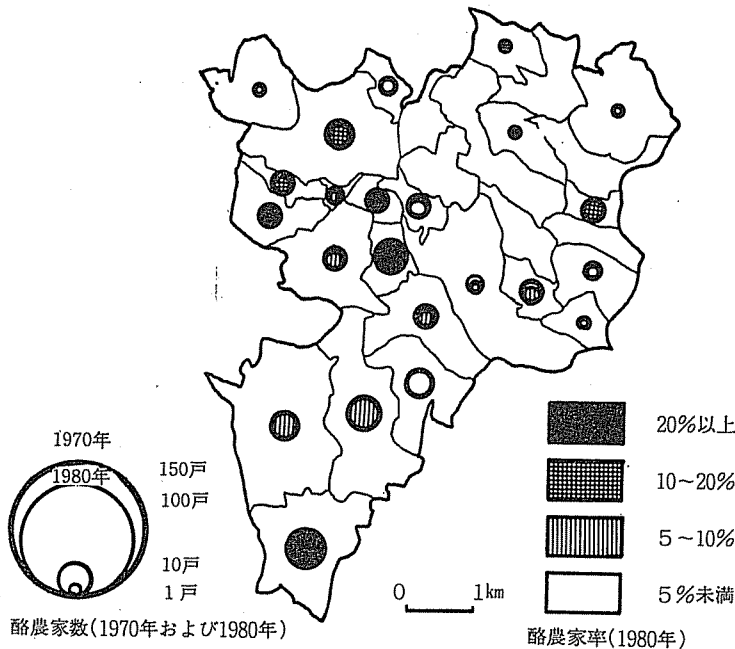 1970年
1980年
150戸
100戸
10戸
1戸
酪農家数(1970年および1980年)
0 1km
20%以上
10~20%
5~10%
5%未満
酪農家率(1980年)